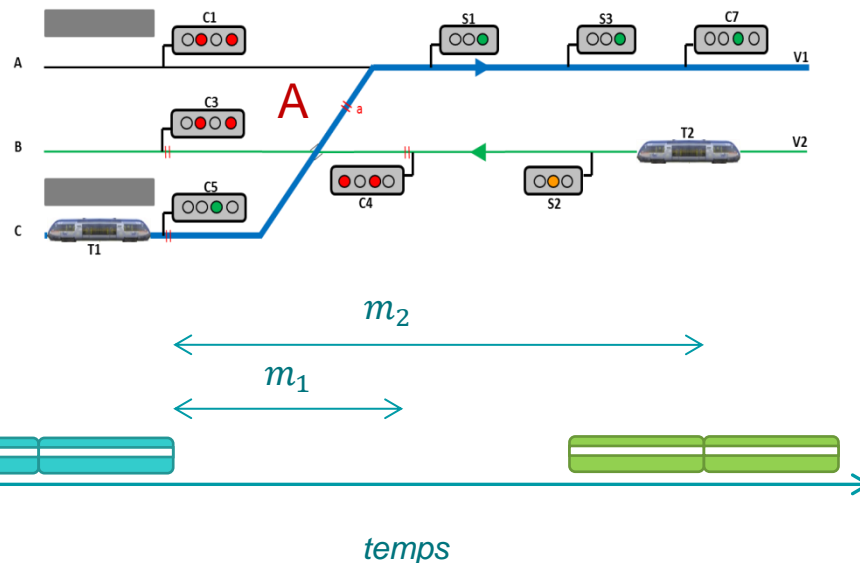 C1 S1 S3 C7
A V1
A a
C3
B T2 V2
C5 C4 S2
C
T1
m₂
m₁
temps